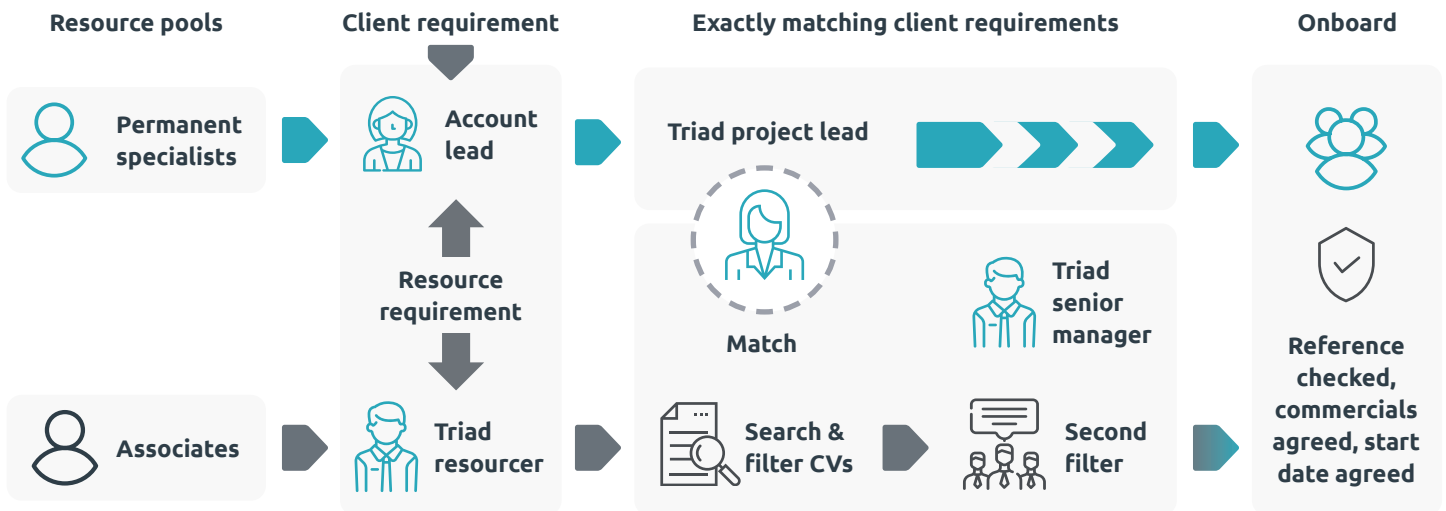 Resource pools
Client requirement
Exactly matching client requirements
Onboard
Permanent
specialists
Account
lead
Triad project lead
Resource
requirement
Match
Triad
senior
manager
Associates
Triad
resourcer
Search &
filter CVs
Second
filter
Reference
checked,
commercials
agreed, start
date agreed